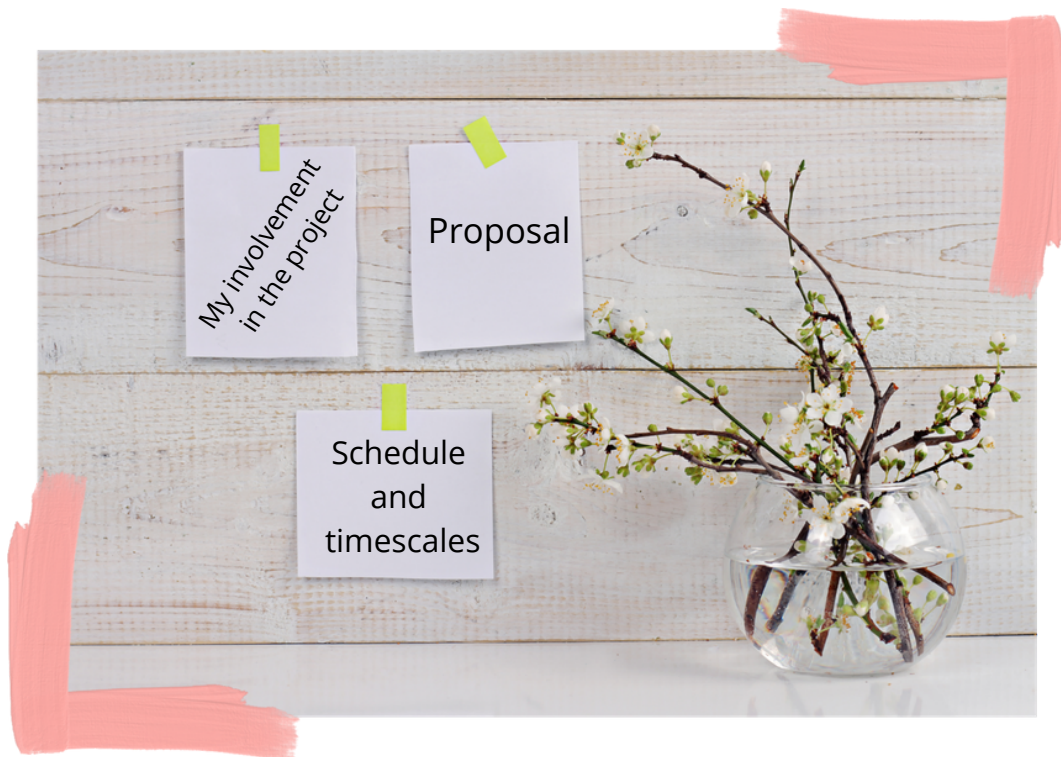 My involvement
in the project
Proposal
Schedule
and
timescales